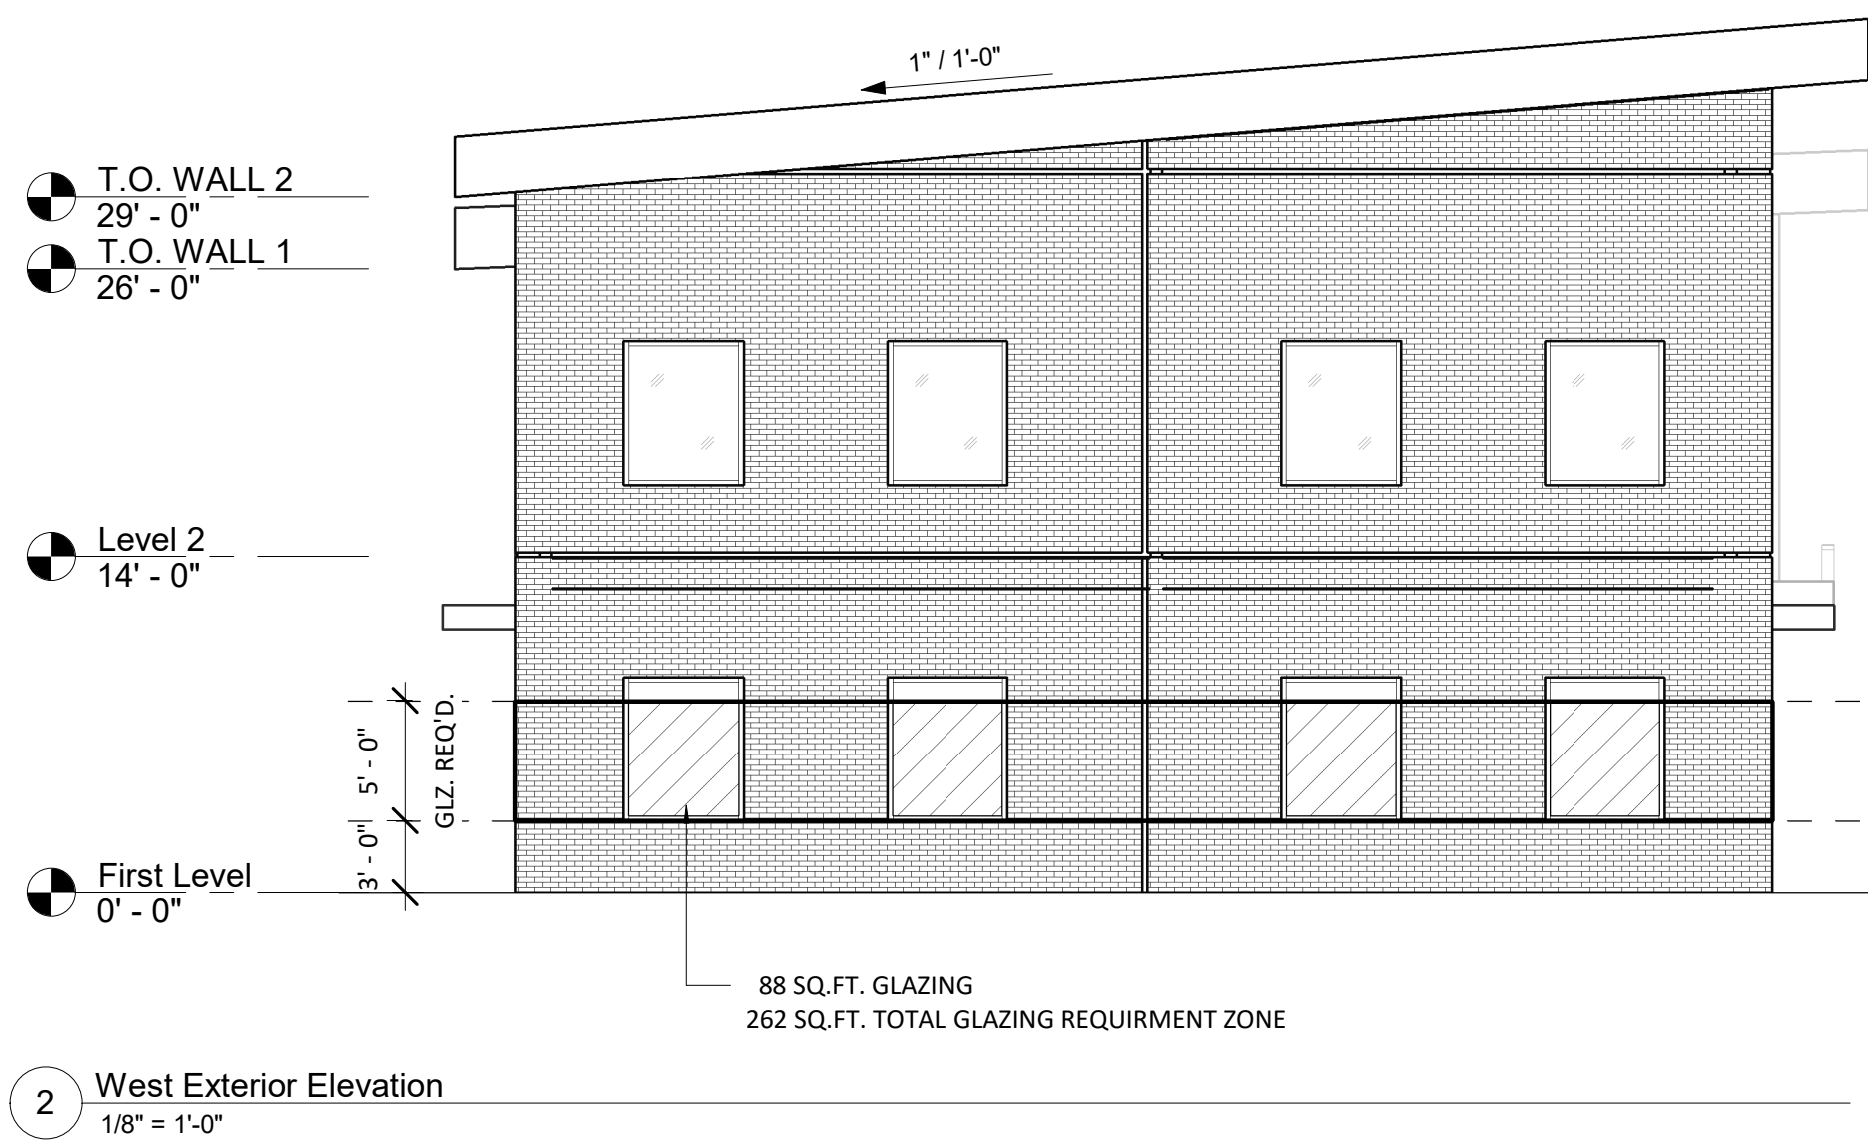 1" / 1'-0"
T.O. WALL 2
29' - 0"
T.O. WALL 1
26' - 0"
Level 2
14' - 0"
5' - 0"
GLZ. REQ'D.
3' - 0"
First Level
0' - 0"
88 SQ.FT. GLAZING
262 SQ.FT. TOTAL GLAZING REQUIRMENT ZONE
2
West Exterior Elevation
1/8" = 1'-0"